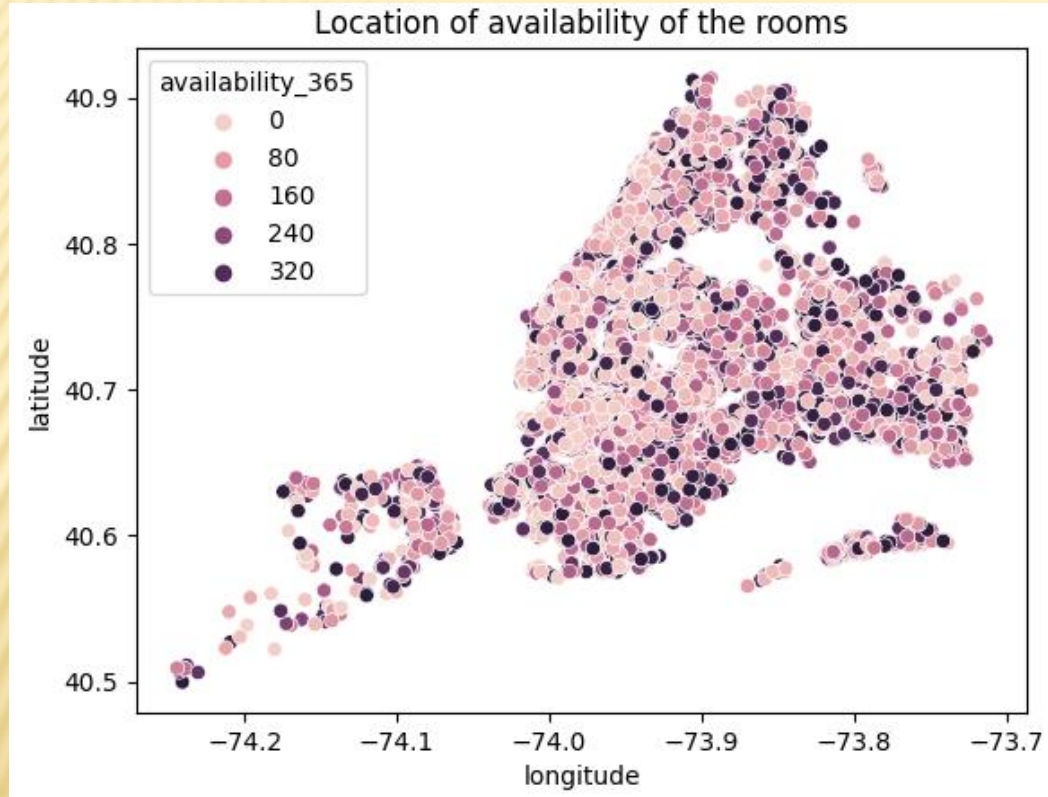 Location of availability of the rooms
availability_365
0
80
160
240
320
40.9
40.8
40.7
40.6
40.5
latitude
−74.2 −74.1 −74.0 −73.9 −73.8 −73.7
longitude